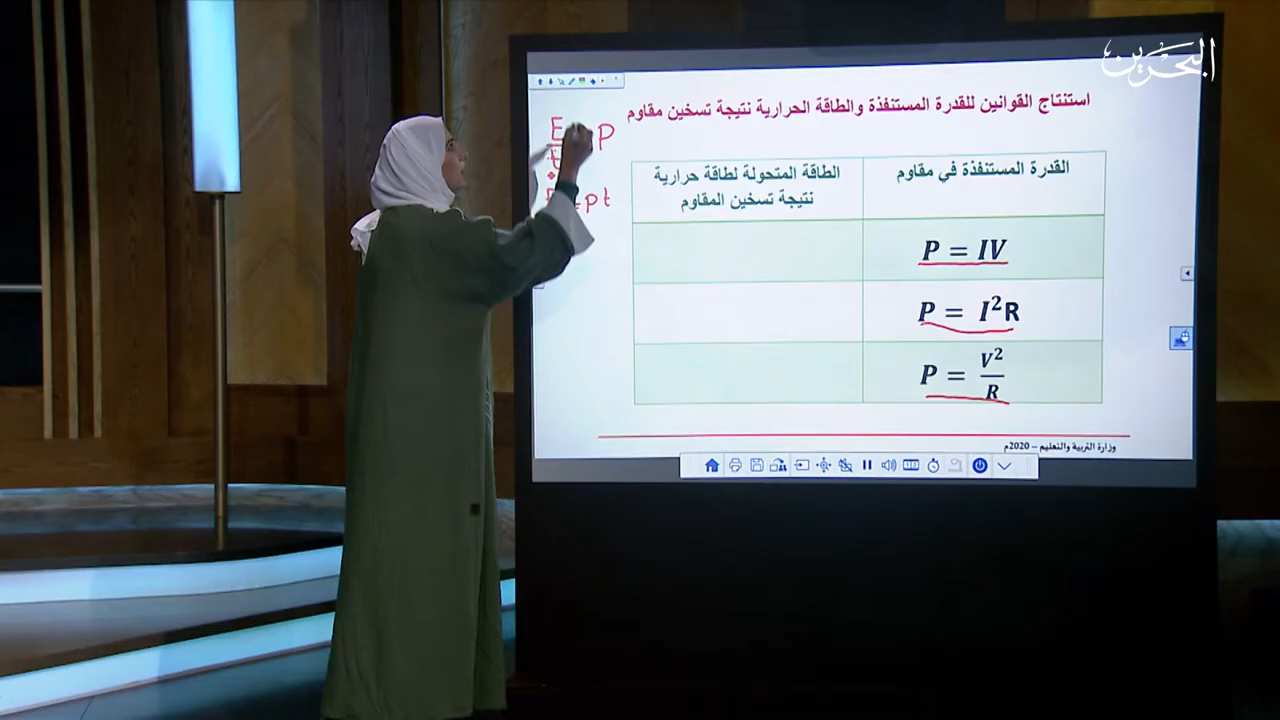 البحرين
استنتاج القوانين للقدرة المستنفذة والطاقة الحرارية نتيجة تسخين مقاوم
القدرة المستنفذة في مقاوم
الطاقة المتحولة لطاقة حرارية
نتيجة تسخين المقاوم
P = IV
P = I²R
P = V²/R
E
p
pt
وزارة التربية والتعليم – 2020م